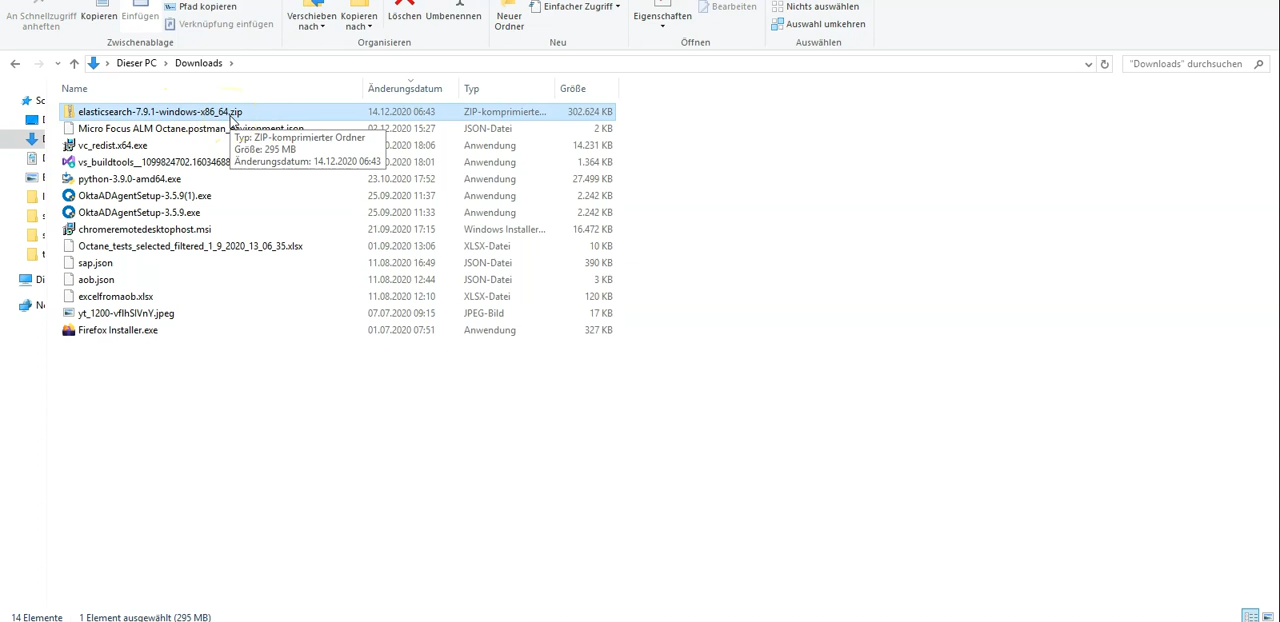 An Schnellzugriff anheften
Kopieren
Einfügen
Pfad kopieren
Verknüpfung einfügen
Zwischenablage
Verschieben nach
Kopieren nach
Löschen
Umbenennen
Organisieren
Neuer Ordner
Einfacher Zugriff
Neu
Eigenschaften
Bearbeiten
Öffnen
Nichts auswählen
Auswahl umkehren
Auswählen
Dieser PC > Downloads >
"Downloads" durchsuchen
Name Änderungsdatum Typ Größe
elasticsearch-7.9.1-windows-x86_64.zip 14.12.2020 06:43 ZIP-komprimierte... 302.624 KB
Micro Focus ALM Octane.postman_environment.json 02.12.2020 15:27 JSON-Datei 2 KB
Typ: ZIP-komprimierter Ordner
Größe: 295 MB
Änderungsdatum: 14.12.2020 06:43
vc_redist.x64.exe 18:06 Anwendung 14.231 KB
vs_buildtools__1099824702.16034688 18:01 Anwendung 1.364 KB
python-3.9.0-amd64.exe 23.10.2020 17:52 Anwendung 27.499 KB
OktaADAgentSetup-3.5.9(1).exe 25.09.2020 11:37 Anwendung 2.242 KB
OktaADAgentSetup-3.5.9.exe 25.09.2020 11:33 Anwendung 2.242 KB
chromeremotedesktophost.msi 21.09.2020 17:15 Windows Installer... 16.472 KB
Octane_tests_selected_filtered_1_9_2020_13_06_35.xlsx 01.09.2020 13:06 XLSX-Datei 10 KB
sap.json 11.08.2020 16:49 JSON-Datei 390 KB
aob.json 11.08.2020 12:44 JSON-Datei 3 KB
excelfromaob.xlsx 11.08.2020 12:10 XLSX-Datei 120 KB
yt_1200-vflhSIVnY.jpeg 07.07.2020 09:15 JPEG-Bild 17 KB
Firefox Installer.exe 01.07.2020 07:51 Anwendung 327 KB
14 Elemente 1 Element ausgewählt (295 MB)